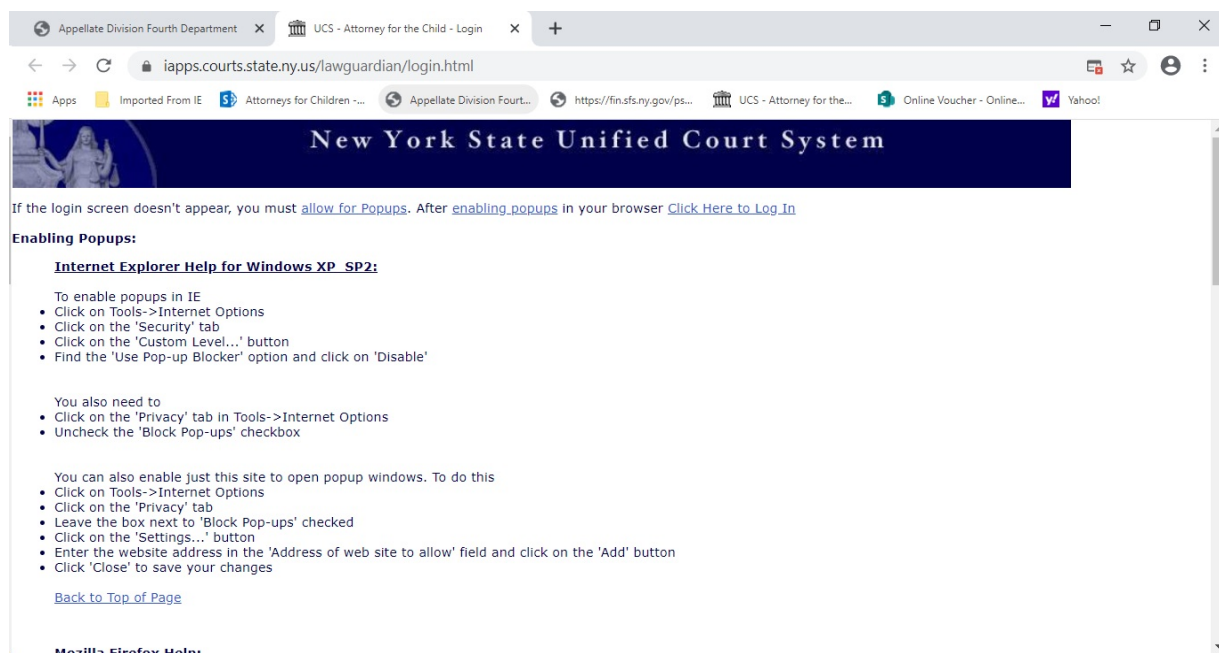 Appellate Division Fourth Department
UCS - Attorney for the Child - Login
iapps.courts.state.ny.us/lawguardian/login.html
Apps Imported From IE Attorneys for Children -... Appellate Division Fourt... https://fin.sfs.ny.gov/ps... UCS - Attorney for the... Online Voucher - Online... Yahoo!
New York State Unified Court System
If the login screen doesn't appear, you must allow for Popups. After enabling popups in your browser Click Here to Log In
Enabling Popups:
Internet Explorer Help for Windows XP SP2:
To enable popups in IE
• Click on Tools->Internet Options
• Click on the 'Security' tab
• Click on the 'Custom Level...' button
• Find the 'Use Pop-up Blocker' option and click on 'Disable'
You also need to
• Click on the 'Privacy' tab in Tools->Internet Options
• Uncheck the 'Block Pop-ups' checkbox
You can also enable just this site to open popup windows. To do this
• Click on Tools->Internet Options
• Click on the 'Privacy' tab
• Leave the box next to 'Block Pop-ups' checked
• Click on the 'Settings...' button
• Enter the website address in the 'Address of web site to allow' field and click on the 'Add' button
• Click 'Close' to save your changes
Back to Top of Page
Mozilla Firefox Help: